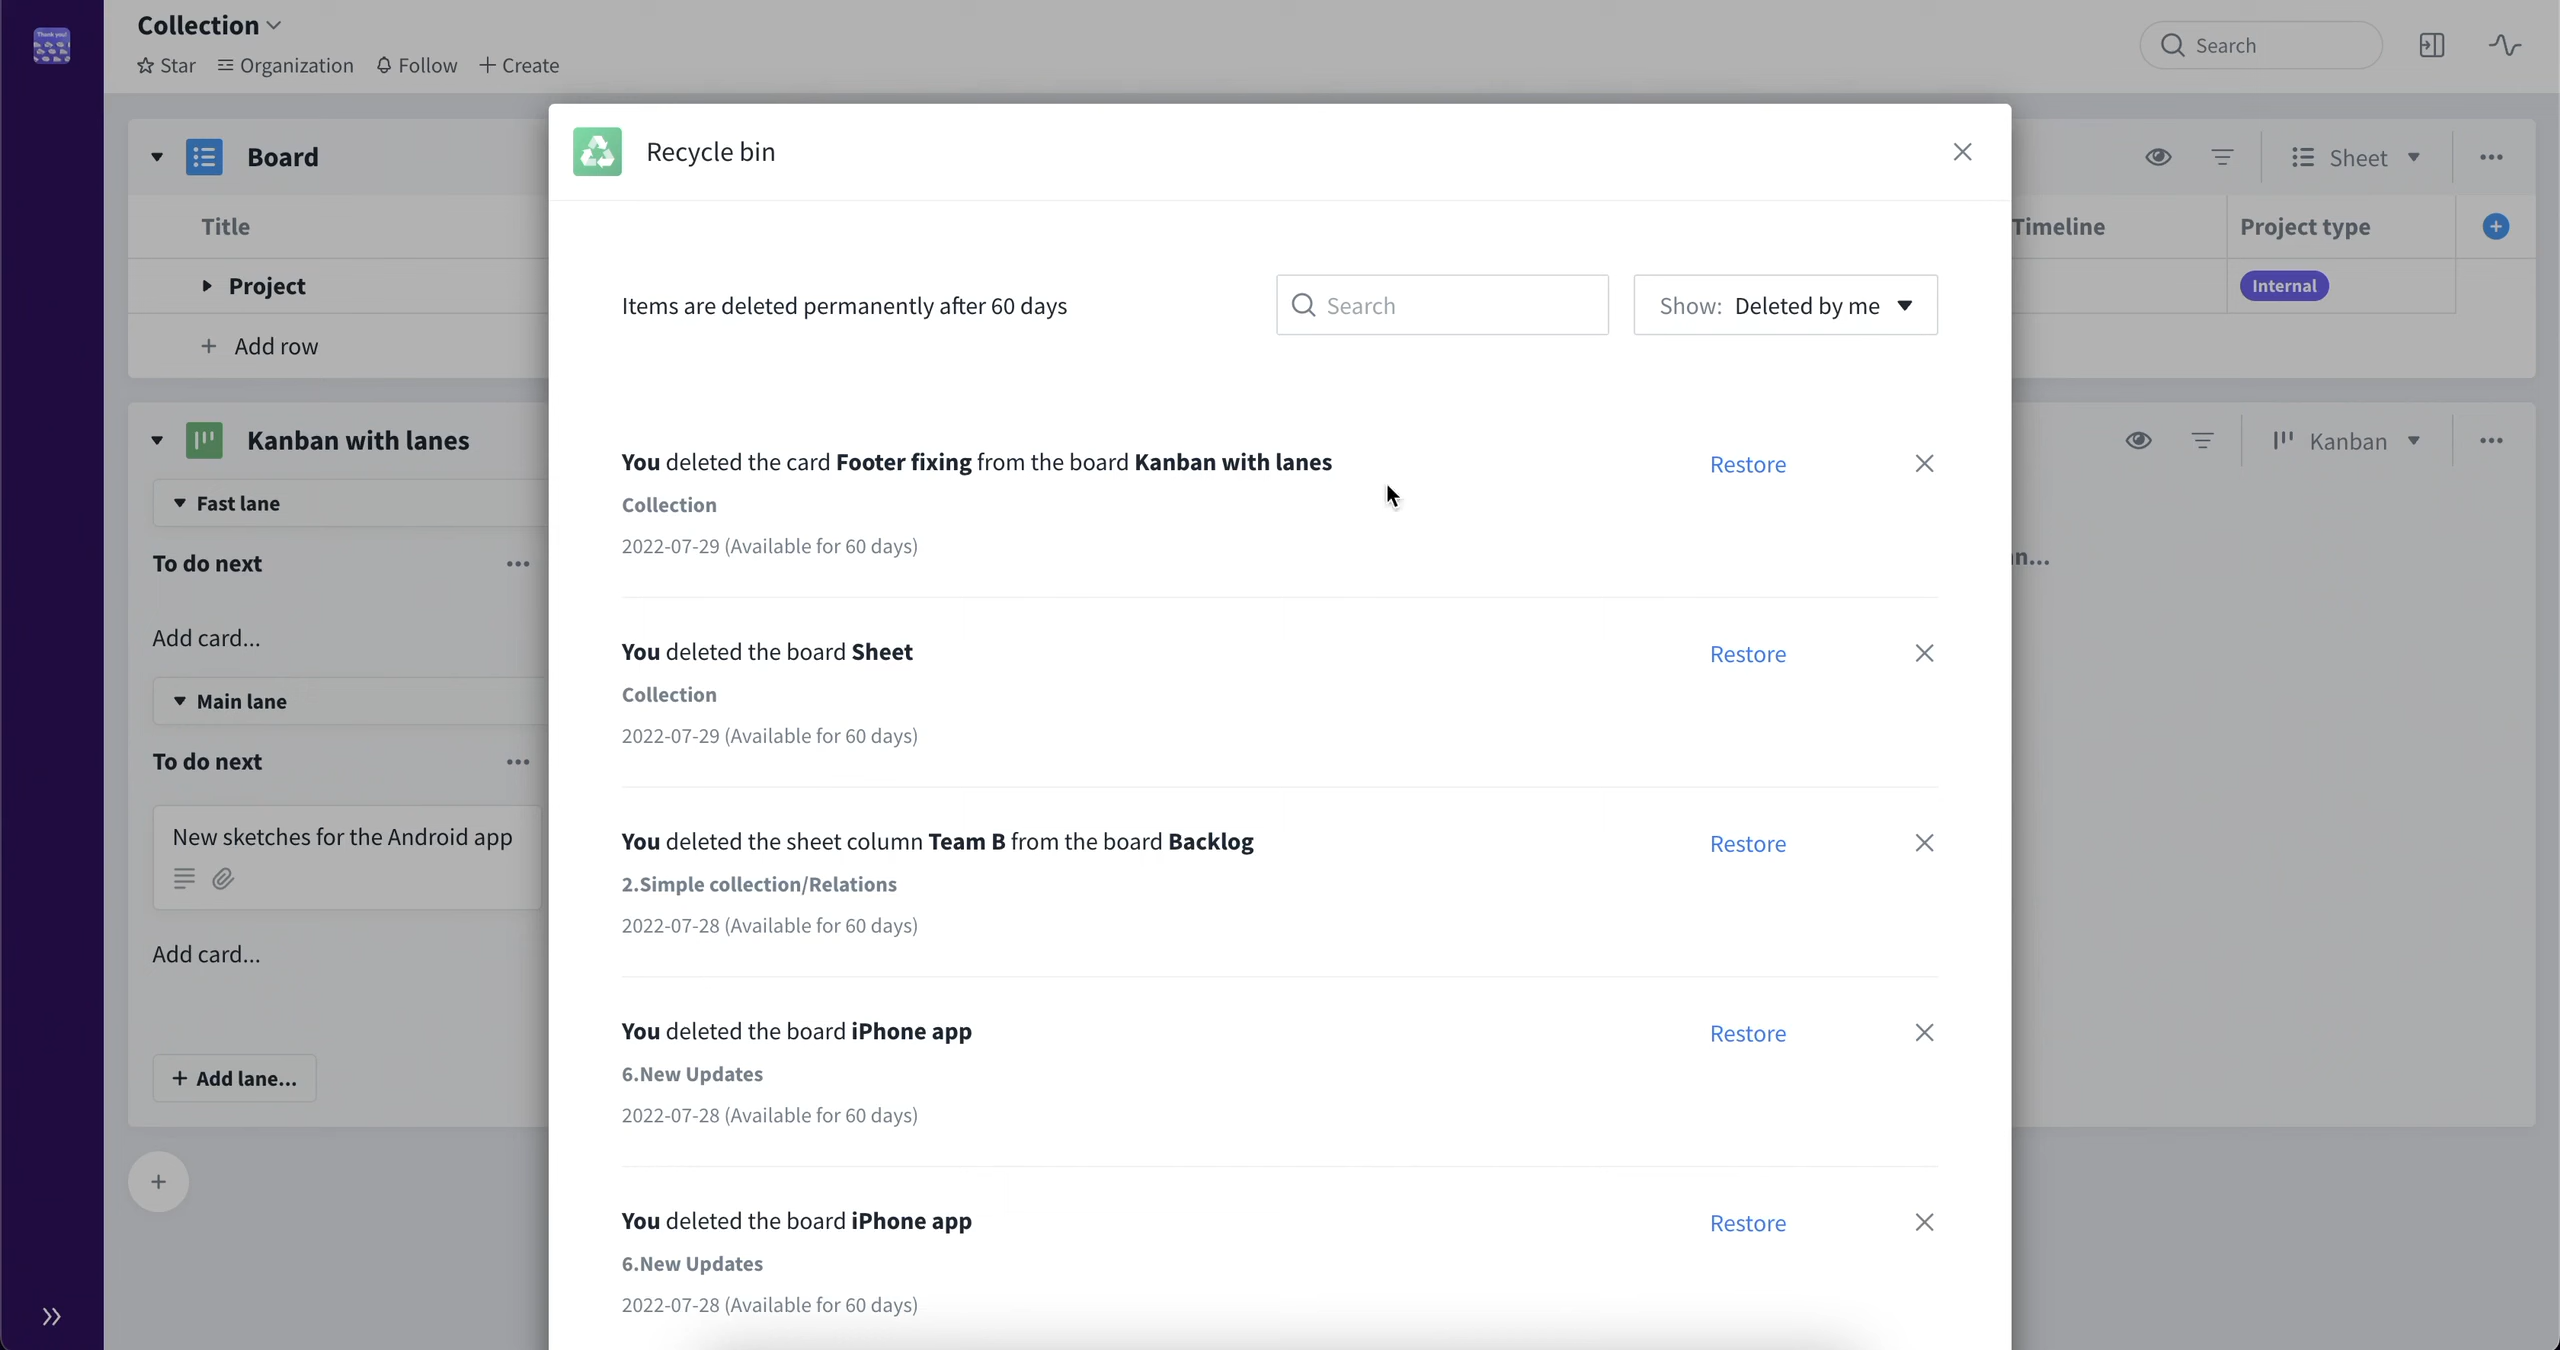 Thank you!
Collection
Star Organization Follow + Create
Search
Board
Sheet
Title
Timeline
Project type
Project
Internal
+ Add row
Kanban with lanes
Kanban
Fast lane
To do next
Add card...
Main lane
To do next
New sketches for the Android app
Add card...
+ Add lane...
Recycle bin
Items are deleted permanently after 60 days
Search
Show: Deleted by me
You deleted the card Footer fixing from the board Kanban with lanes
Restore
Collection
2022-07-29 (Available for 60 days)
You deleted the board Sheet
Restore
Collection
2022-07-29 (Available for 60 days)
You deleted the sheet column Team B from the board Backlog
Restore
2.Simple collection/Relations
2022-07-28 (Available for 60 days)
You deleted the board iPhone app
Restore
6.New Updates
2022-07-28 (Available for 60 days)
You deleted the board iPhone app
Restore
6.New Updates
2022-07-28 (Available for 60 days)